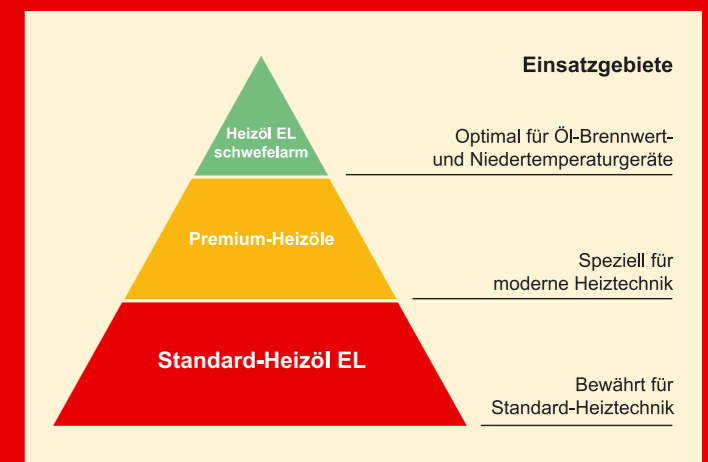 Einsatzgebiete
Heizöl EL
schwefelarm
Optimal für Öl-Brennwert-
und Niedertemperaturgeräte
Premium-Heizöle
Speziell für
moderne Heiztechnik
Standard-Heizöl EL
Bewährt für
Standard-Heiztechnik